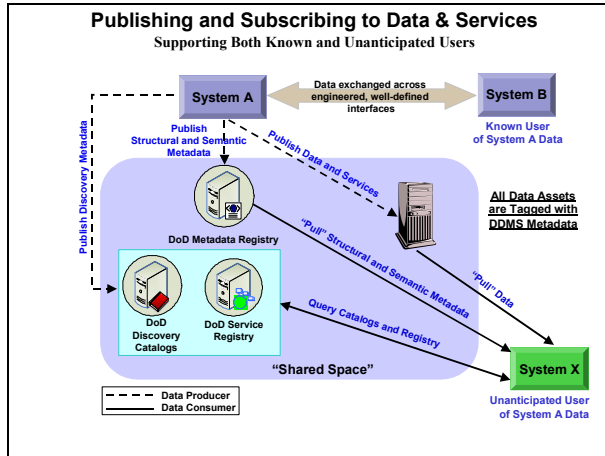 Publishing and Subscribing to Data & Services
Supporting Both Known and Unanticipated Users
System A
Data exchanged across
engineered, well-defined
interfaces
System B
Known User
of System A Data
Publish Discovery Metadata
Publish
Structural and Semantic
Metadata
Publish Data and Services
All Data Assets
are Tagged with
DDMS Metadata
DoD Metadata Registry
"Pull" Structural and Semantic Metadata
"Pull" Data
DoD
Discovery
Catalogs
DoD Service
Registry
Query Catalogs and Registry
"Shared Space"
System X
Unanticipated User
of System A Data
Data Producer
Data Consumer